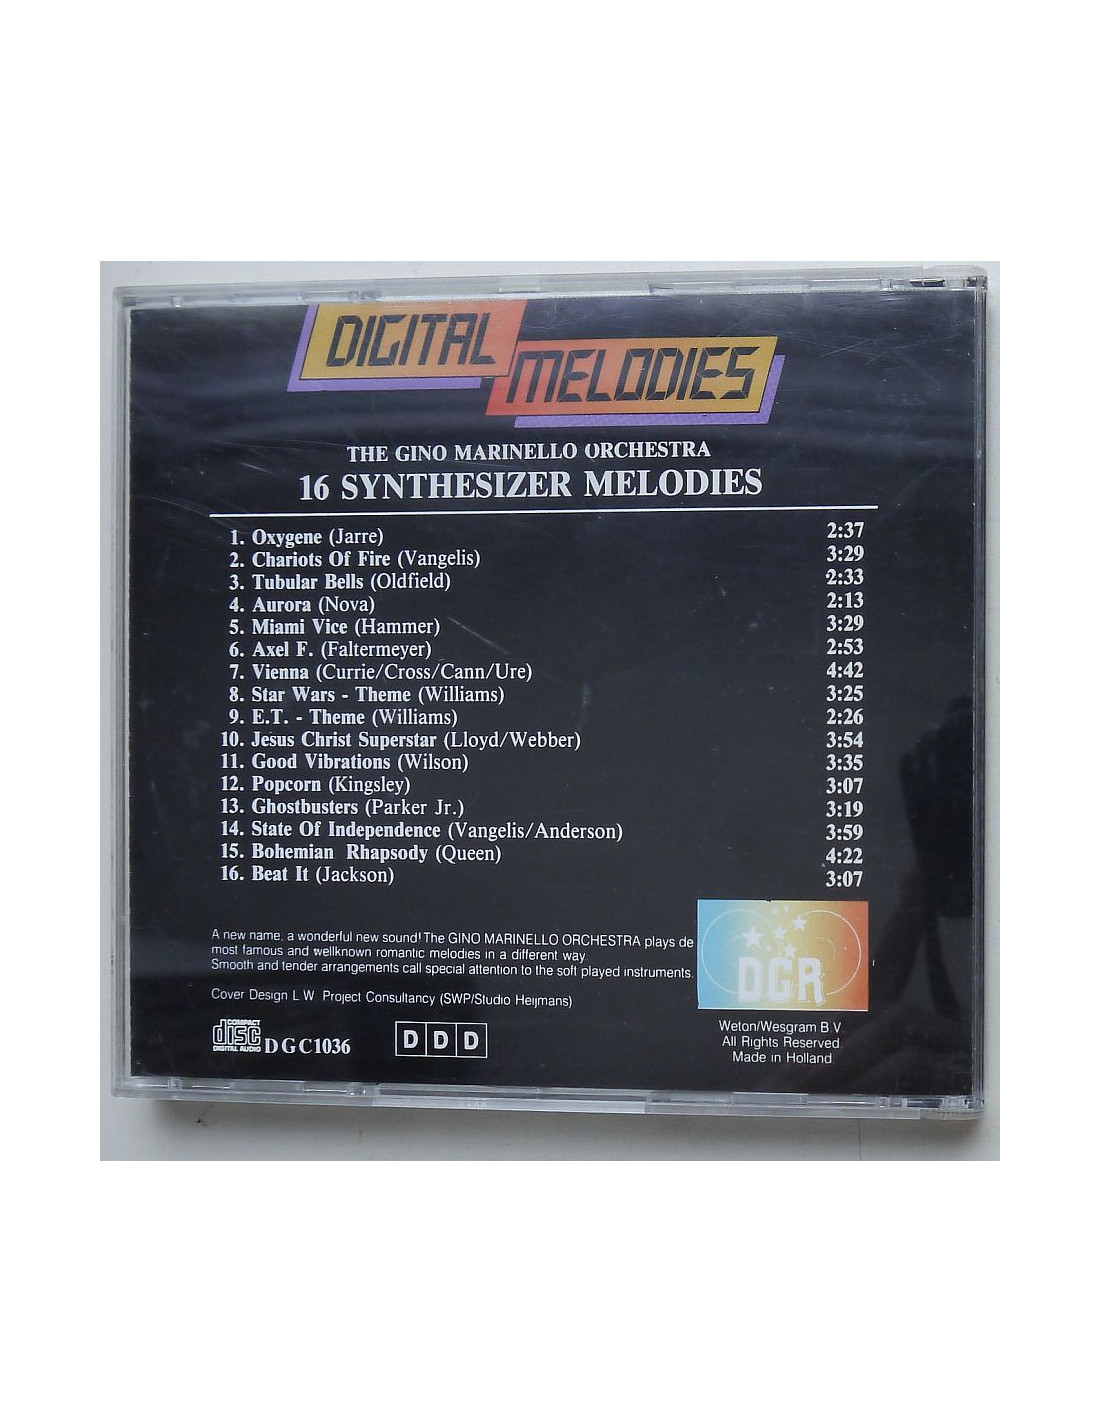 DIGITAL
MELODIES
THE GINO MARINELLO ORCHESTRA
16 SYNTHESIZER MELODIES
1. Oxygene (Jarre) 2:37
2. Chariots Of Fire (Vangelis) 3:29
3. Tubular Bells (Oldfield) 2:33
4. Aurora (Nova) 2:13
5. Miami Vice (Hammer) 3:29
6. Axel F. (Faltermeyer) 2:53
7. Vienna (Currie/Cross/Cann/Ure) 4:42
8. Star Wars - Theme (Williams) 3:25
9. E.T. - Theme (Williams) 2:26
10. Jesus Christ Superstar (Lloyd/Webber) 3:54
11. Good Vibrations (Wilson) 3:35
12. Popcorn (Kingsley) 3:07
13. Ghostbusters (Parker Jr.) 3:19
14. State Of Independence (Vangelis/Anderson) 3:59
15. Bohemian Rhapsody (Queen) 4:22
16. Beat It (Jackson) 3:07
A new name, a wonderful new sound! The GINO MARINELLO ORCHESTRA plays de
most famous and wellknown romantic melodies in a different way.
Smooth and tender arrangements call special attention to the soft played instruments.
Cover Design L.W. Project Consultancy (SWP/Studio Heijmans)
DGR
COMPACT
disc
DIGITAL AUDIO
DGC1036
D D D
Weton/Wesgram B.V.
All Rights Reserved.
Made in Holland.